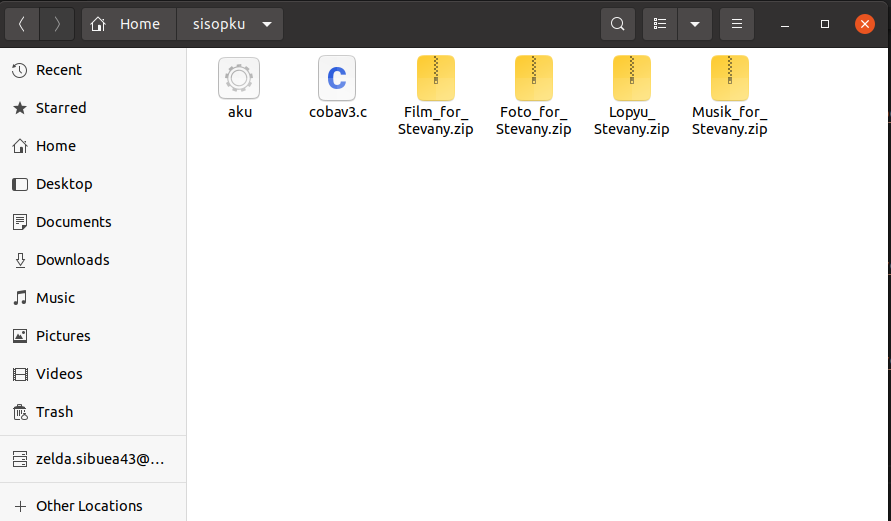 Home
sisopku
Recent
Starred
Home
Desktop
Documents
Downloads
Music
Pictures
Videos
Trash
zelda.sibuea43@...
Other Locations
aku
C
cobav3.c
Film_for_
Stevany.zip
Foto_for_
Stevany.zip
Lopyu_
Stevany.zip
Musik_for_
Stevany.zip